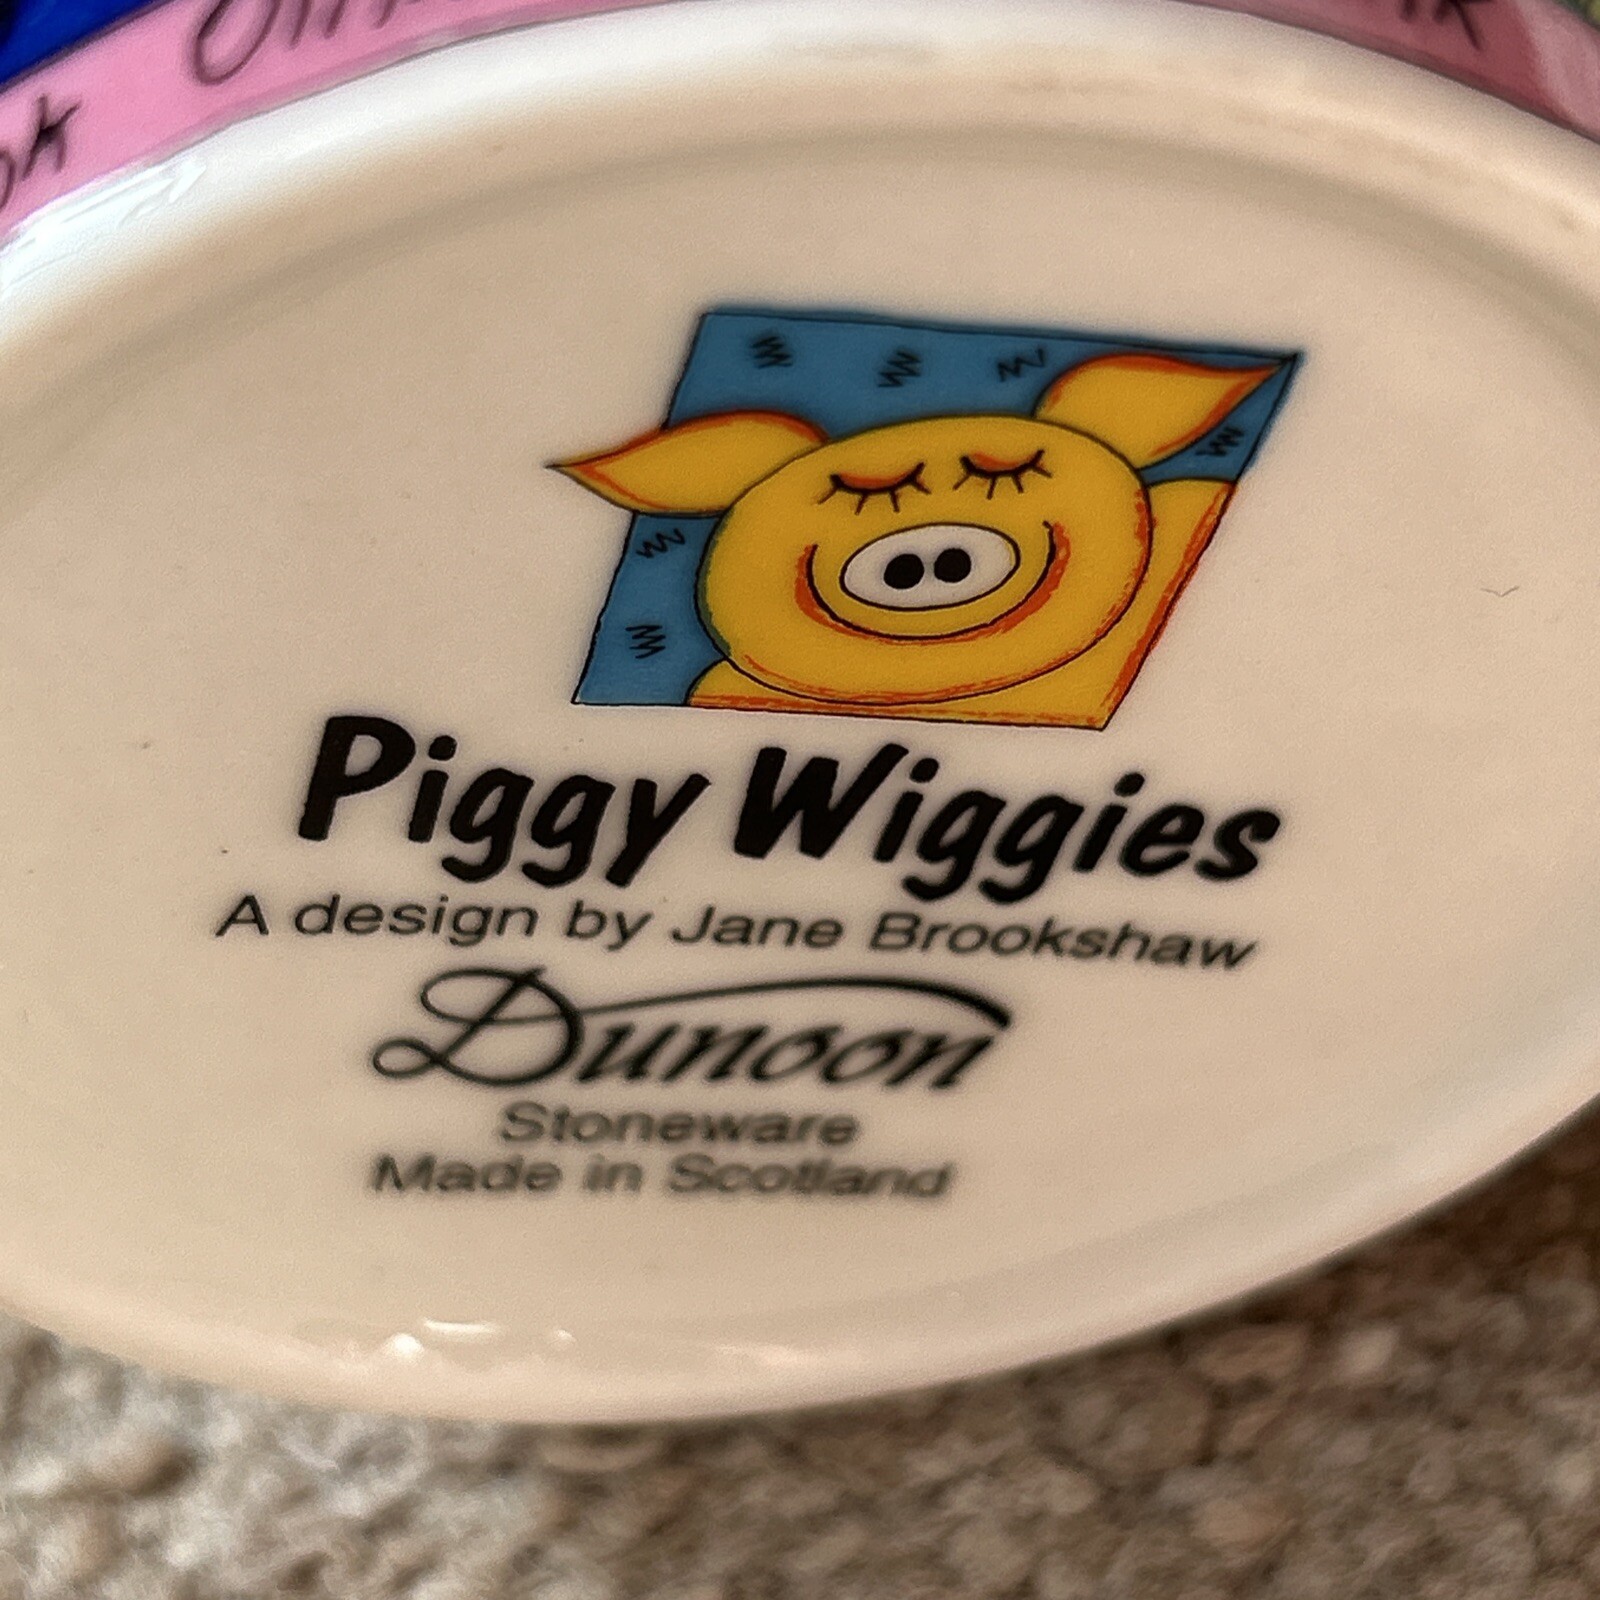 Piggy Wiggies
A design by Jane Brookshaw
Dunoon
Stoneware
Made in Scotland